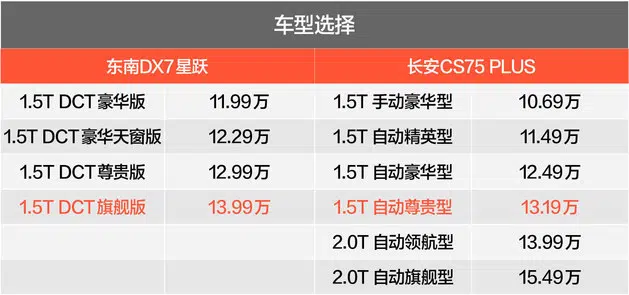 车型选择
东南DX7星跃 长安CS75 PLUS
1.5T DCT豪华版 11.99万 1.5T 手动豪华型 10.69万
1.5T DCT豪华天窗版 12.29万 1.5T 自动精英型 11.49万
1.5T DCT尊贵版 12.99万 1.5T 自动豪华型 12.49万
1.5T DCT旗舰版 13.99万 1.5T 自动尊贵型 13.19万
2.0T 自动领航型 13.99万
2.0T 自动旗舰型 15.49万